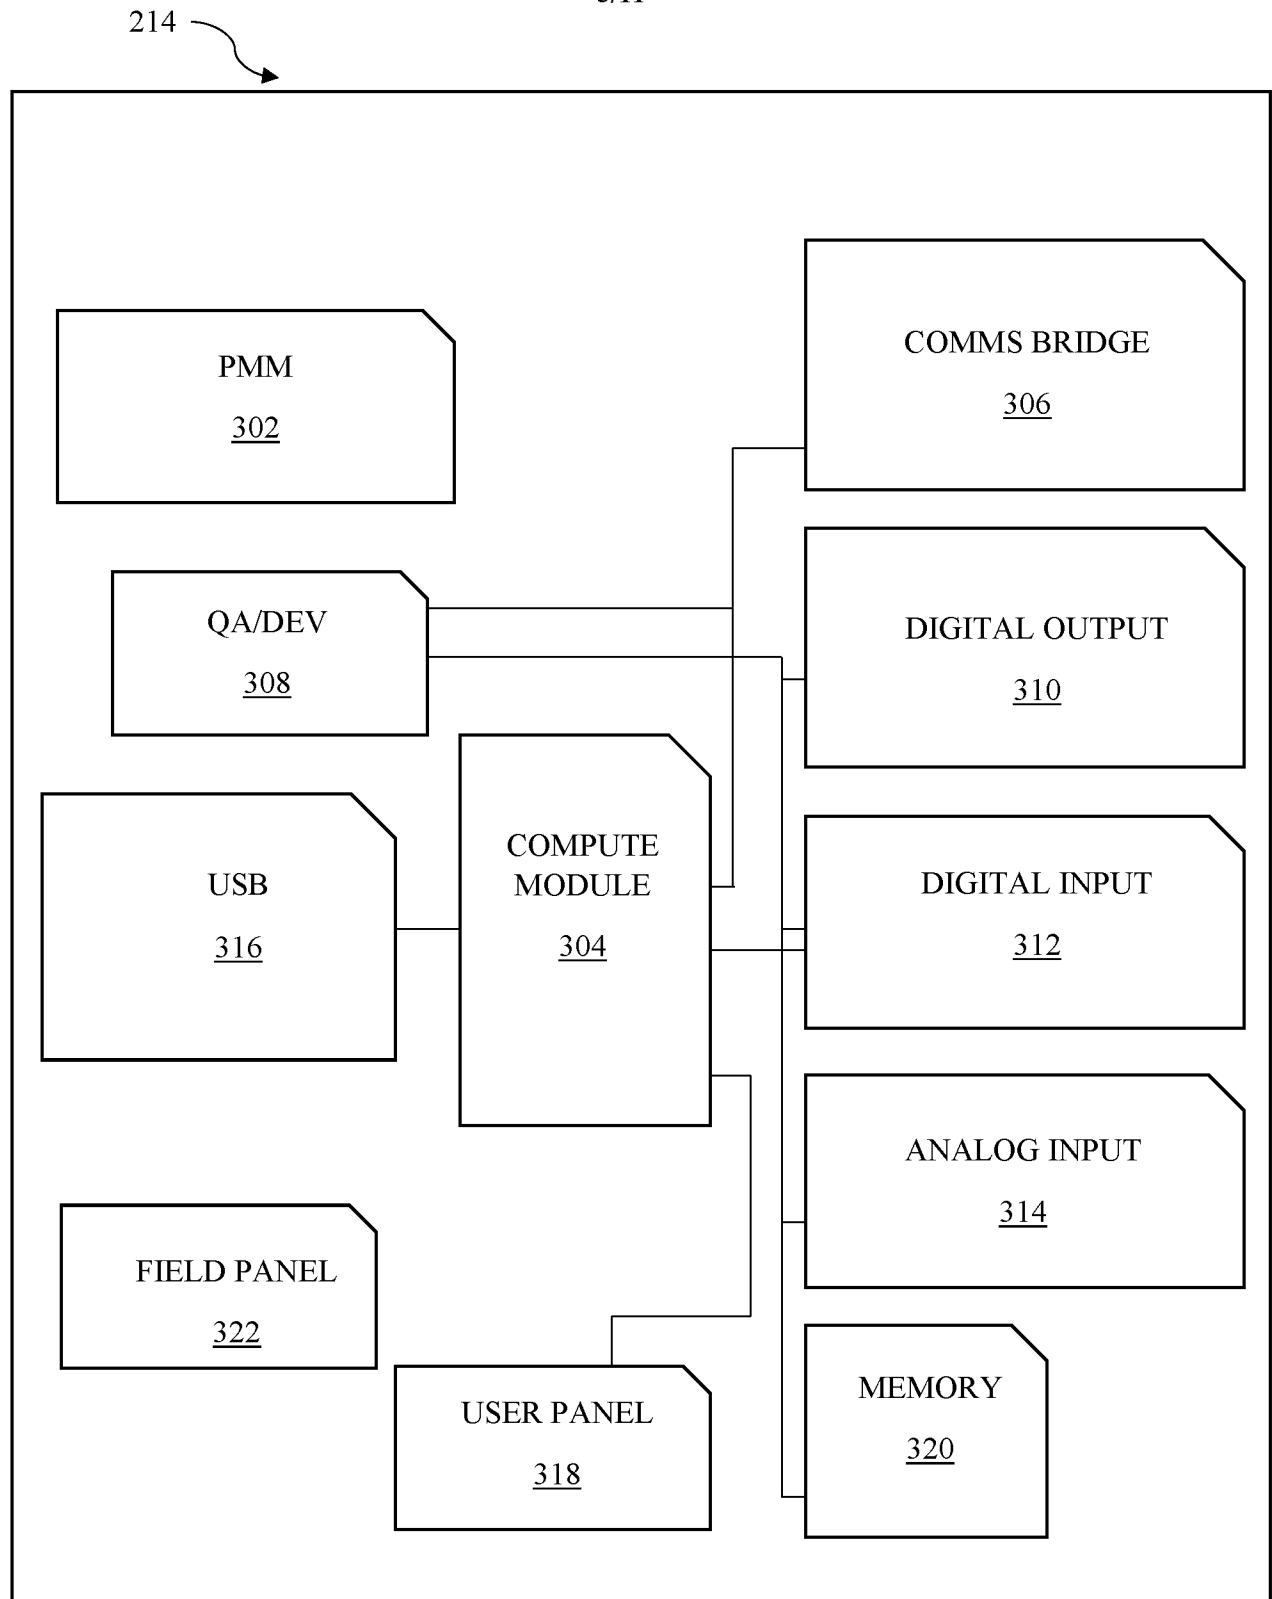 214
PMM
302
COMMS BRIDGE
306
QA/DEV
308
DIGITAL OUTPUT
310
USB
316
COMPUTE
MODULE
304
DIGITAL INPUT
312
ANALOG INPUT
314
FIELD PANEL
322
USER PANEL
318
MEMORY
320